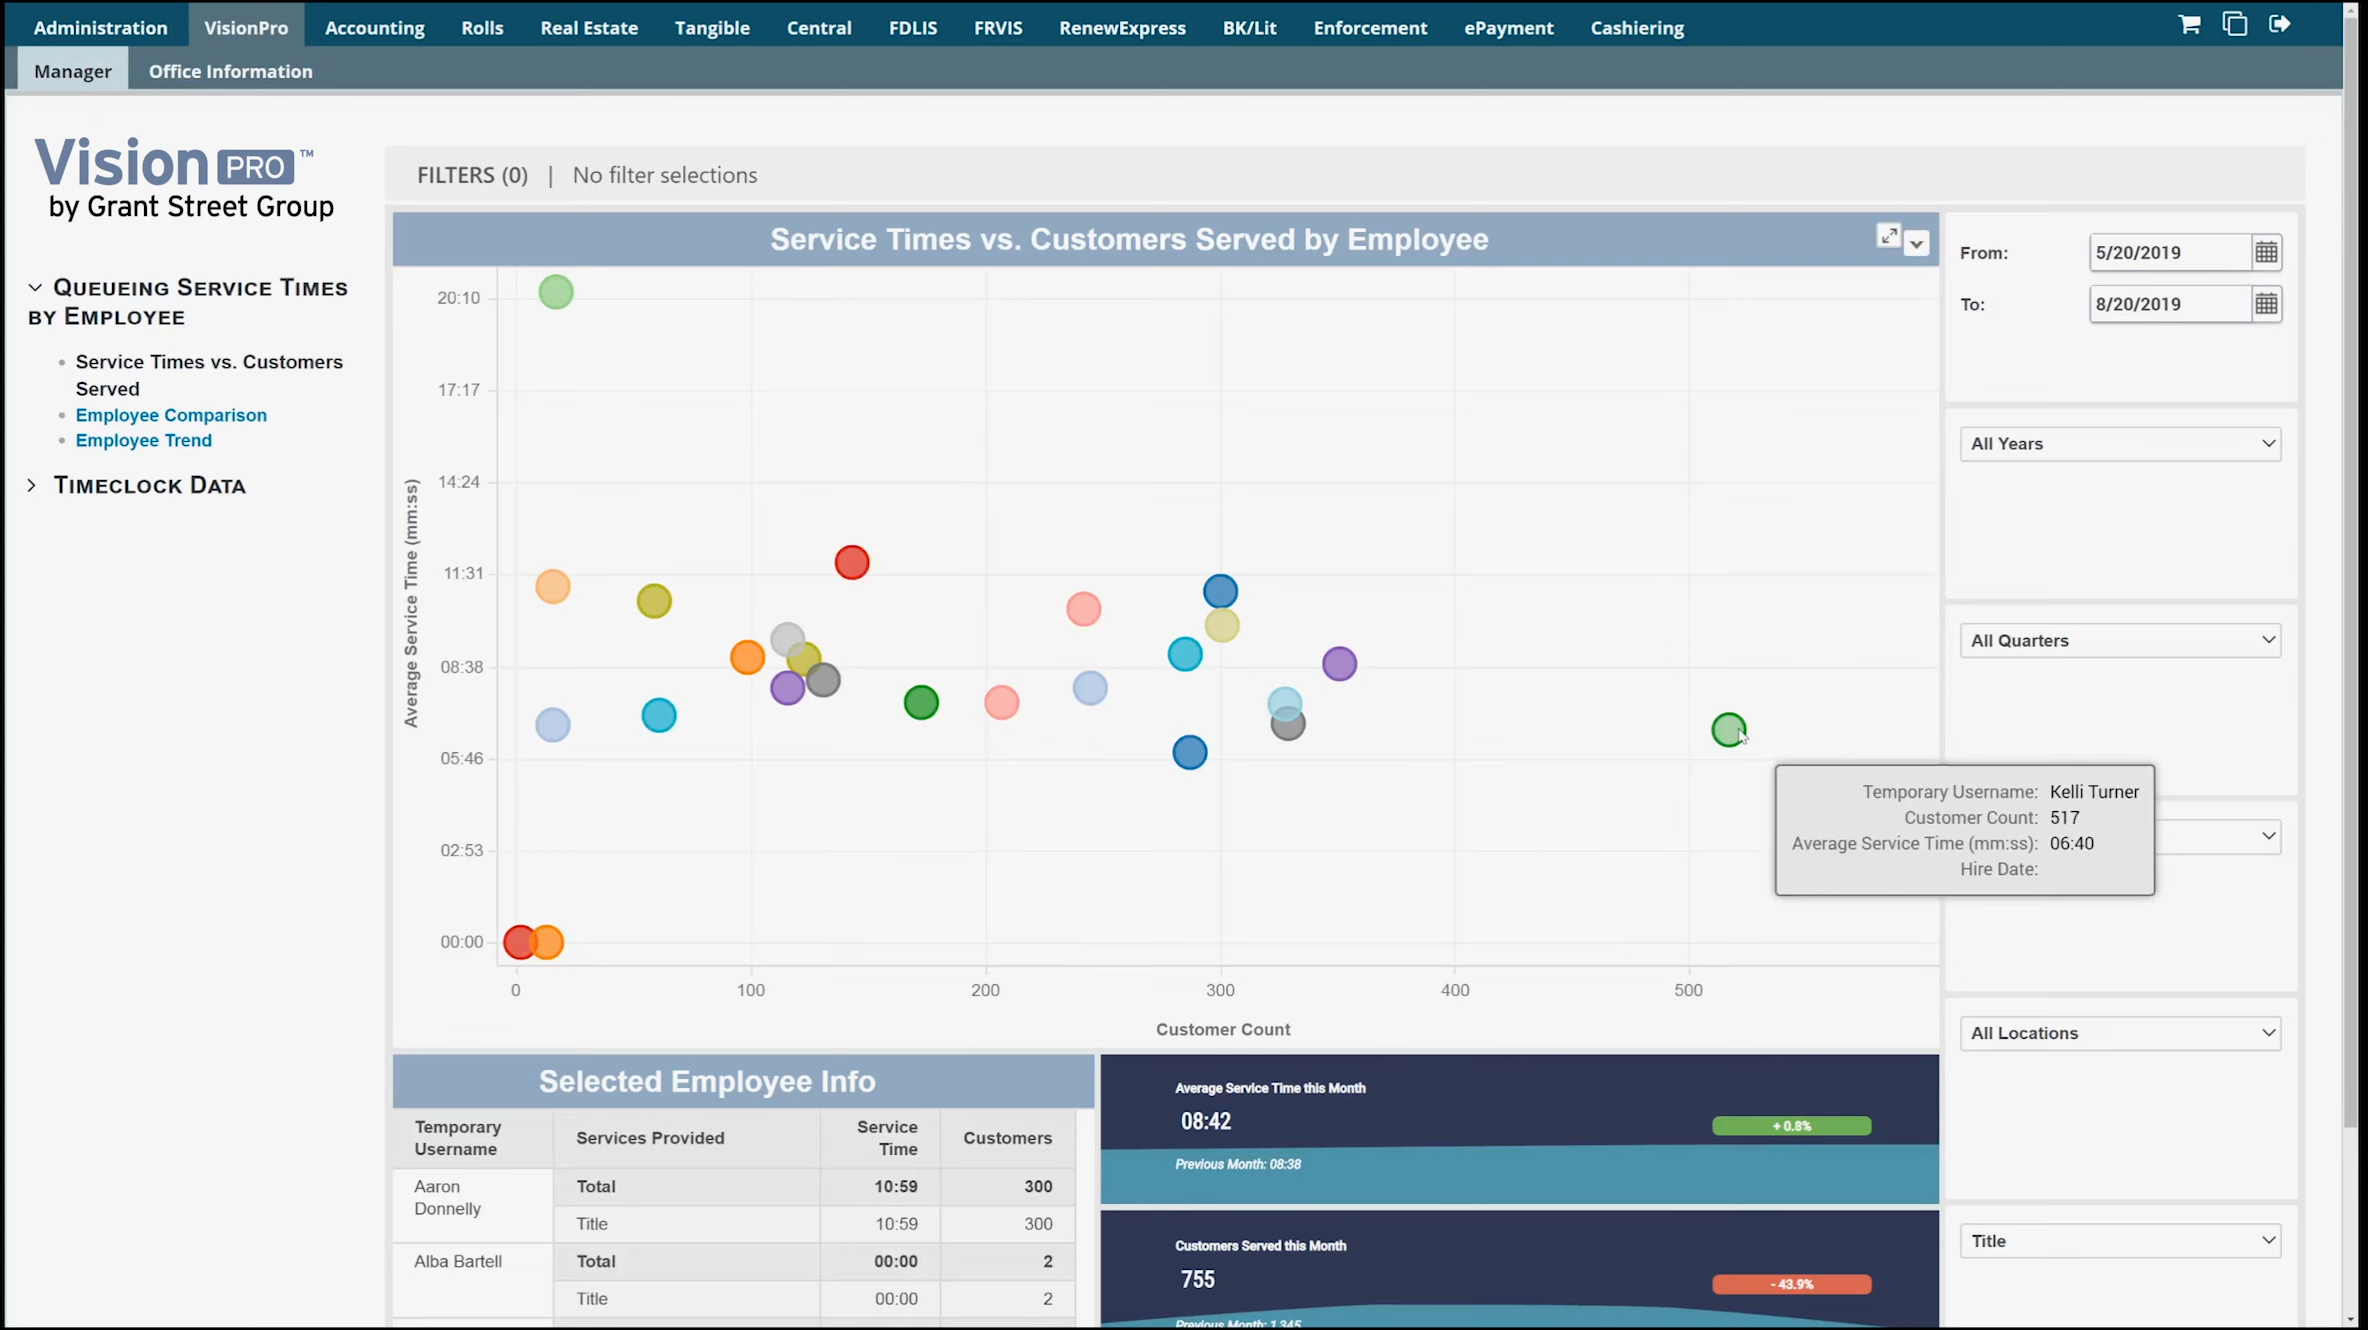 Administration VisionPro Accounting Rolls Real Estate Tangible Central FDLIS FRVIS RenewExpress BK/Lit Enforcement ePayment Cashiering
Manager Office Information
Vision PRO ™
by Grant Street Group
QUEUEING SERVICE TIMES
BY EMPLOYEE
Service Times vs. Customers
Served
Employee Comparison
Employee Trend
TIMECLOCK DATA
FILTERS (0) | No filter selections
Service Times vs. Customers Served by Employee
Average Service Time (mm:ss)
20:10
17:17
14:24
11:31
08:38
05:46
02:53
00:00
0 100 200 300 400 500
Customer Count
Temporary Username: Kelli Turner
Customer Count: 517
Average Service Time (mm:ss): 06:40
Hire Date:
From: 5/20/2019
To: 8/20/2019
All Years
All Quarters
All Locations
Title
Selected Employee Info
Temporary
Username
Services Provided
Service
Time
Customers
Aaron
Donnelly
Total 10:59 300
Title 10:59 300
Alba Bartell
Total 00:00 2
Title 00:00 2
Average Service Time this Month
08:42
+ 0.8%
Previous Month: 08:38
Customers Served this Month
755
- 43.9%
Previous Month: 1,345